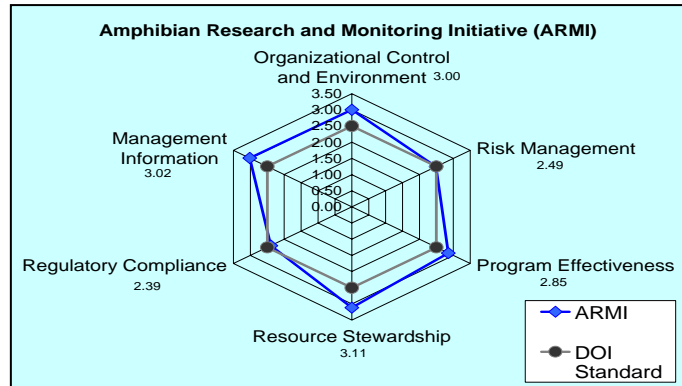 Amphibian Research and Monitoring Initiative (ARMI)
Organizational Control
and Environment 3.00
3.50
3.00
2.50
2.00
1.50
1.00
0.50
0.00
Management
Information
3.02
Risk Management
2.49
Regulatory Compliance
2.39
Program Effectiveness
2.85
Resource Stewardship
3.11
ARMI
DOI
Standard